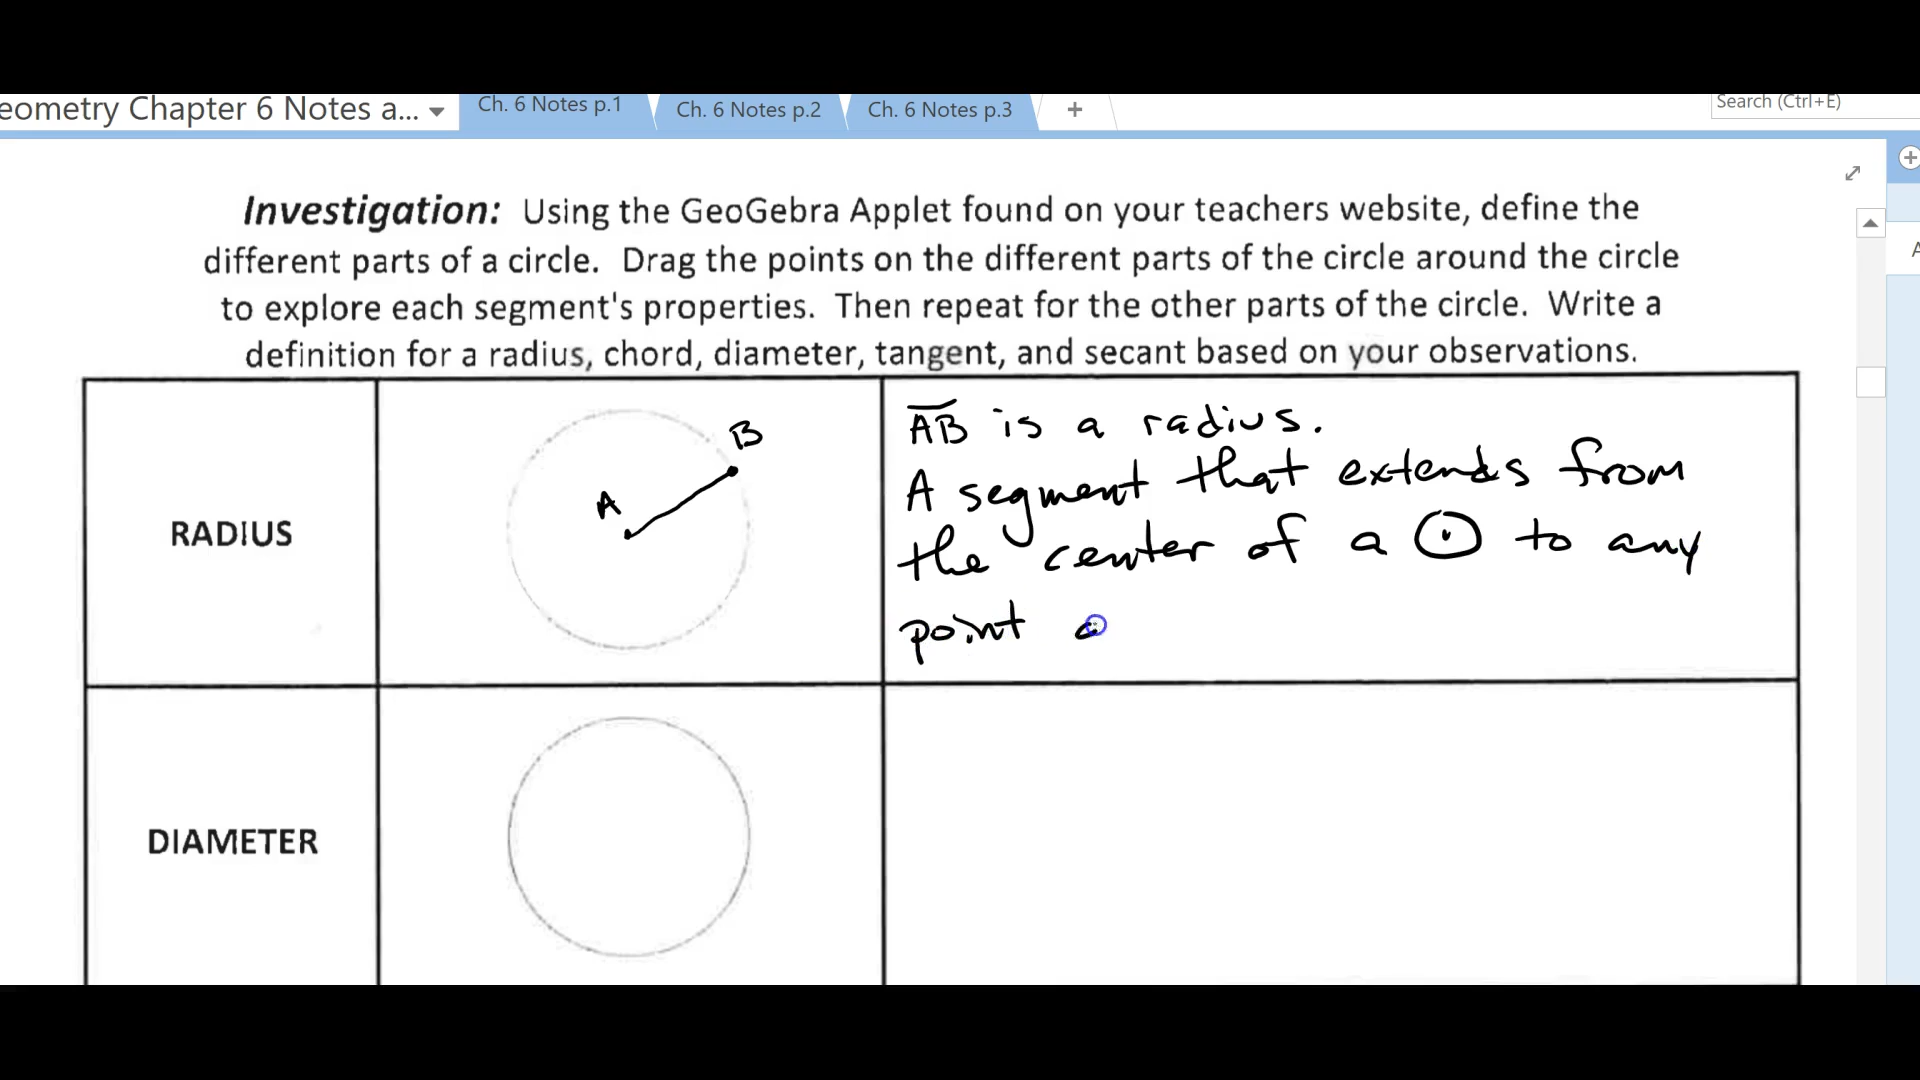 eometry Chapter 6 Notes a...
Ch. 6 Notes p.1
Ch. 6 Notes p.2
Ch. 6 Notes p.3
+
Search (Ctrl+E)
Investigation: Using the GeoGebra Applet found on your teachers website, define the
different parts of a circle. Drag the points on the different parts of the circle around the circle
to explore each segment's properties. Then repeat for the other parts of the circle. Write a
definition for a radius, chord, diameter, tangent, and secant based on your observations.
RADIUS
A
B
A͞B͞ is a radius.
A segment that extends from
the center of a ⊙ to any
point
DIAMETER